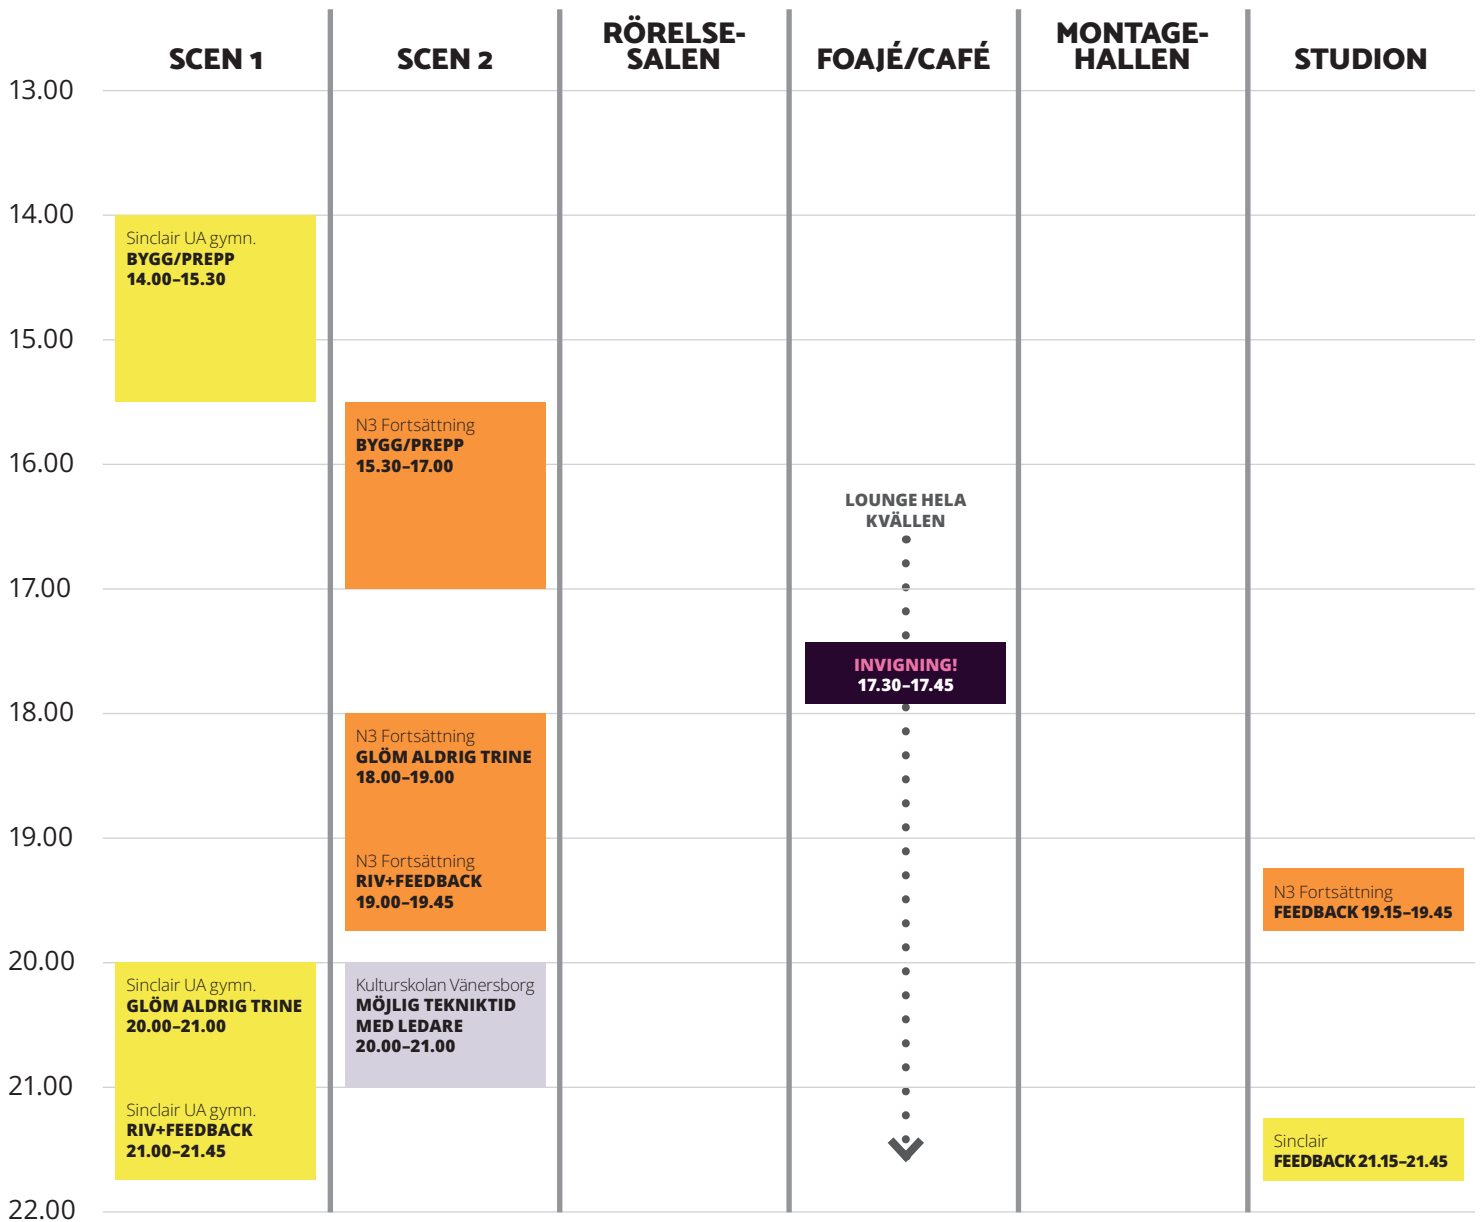 SCEN 1
SCEN 2
RÖRELSE-
SALEN
FOAJÉ/CAFÉ
MONTAGE-
HALLEN
STUDION
13.00
14.00
15.00
16.00
17.00
18.00
19.00
20.00
21.00
22.00
Sinclair UA gymn.
BYGG/PREPP
14.00–15.30
Sinclair UA gymn.
GLÖM ALDRIG TRINE
20.00–21.00
Sinclair UA gymn.
RIV+FEEDBACK
21.00–21.45
N3 Fortsättning
BYGG/PREPP
15.30–17.00
N3 Fortsättning
GLÖM ALDRIG TRINE
18.00–19.00
N3 Fortsättning
RIV+FEEDBACK
19.00–19.45
Kulturskolan Vänersborg
MÖJLIG TEKNIKTID
MED LEDARE
20.00–21.00
LOUNGE HELA
KVÄLLEN
INVIGNING!
17.30–17.45
N3 Fortsättning
FEEDBACK 19.15–19.45
Sinclair
FEEDBACK 21.15–21.45